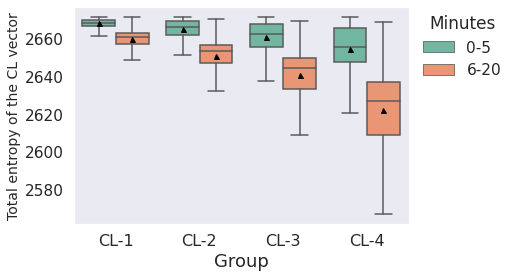 Total entropy of the CL vector
2660
2640
2620
2600
2580
CL-1 CL-2 CL-3 CL-4
Group
Minutes
0-5
6-20